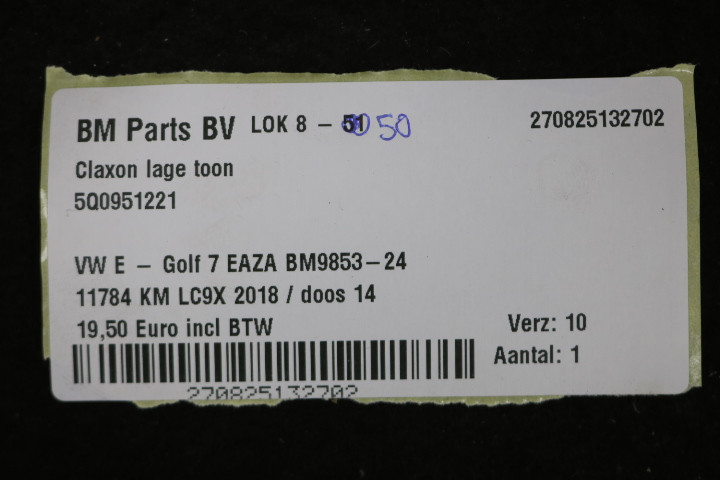 BM Parts BV LOK 8 - 51 50 270825132702
Claxon lage toon
5Q0951221
VW E - Golf 7 EAZA BM9853-24
11784 KM LC9X 2018 / doos 14
19,50 Euro incl BTW Verz: 10
Aantal: 1
270825132702